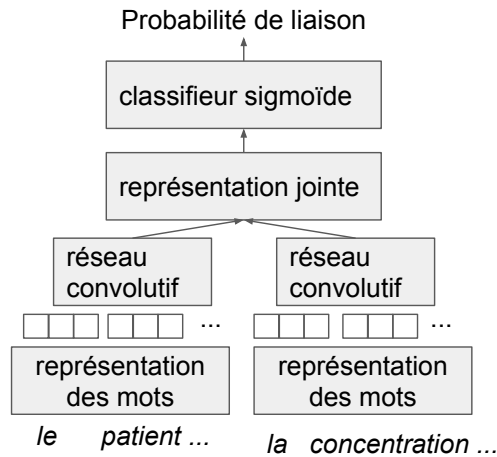 Probabilité de liaison
classifieur sigmoïde
représentation jointe
réseau
convolutif
réseau
convolutif
...
...
représentation
des mots
représentation
des mots
le patient ...
la concentration ...